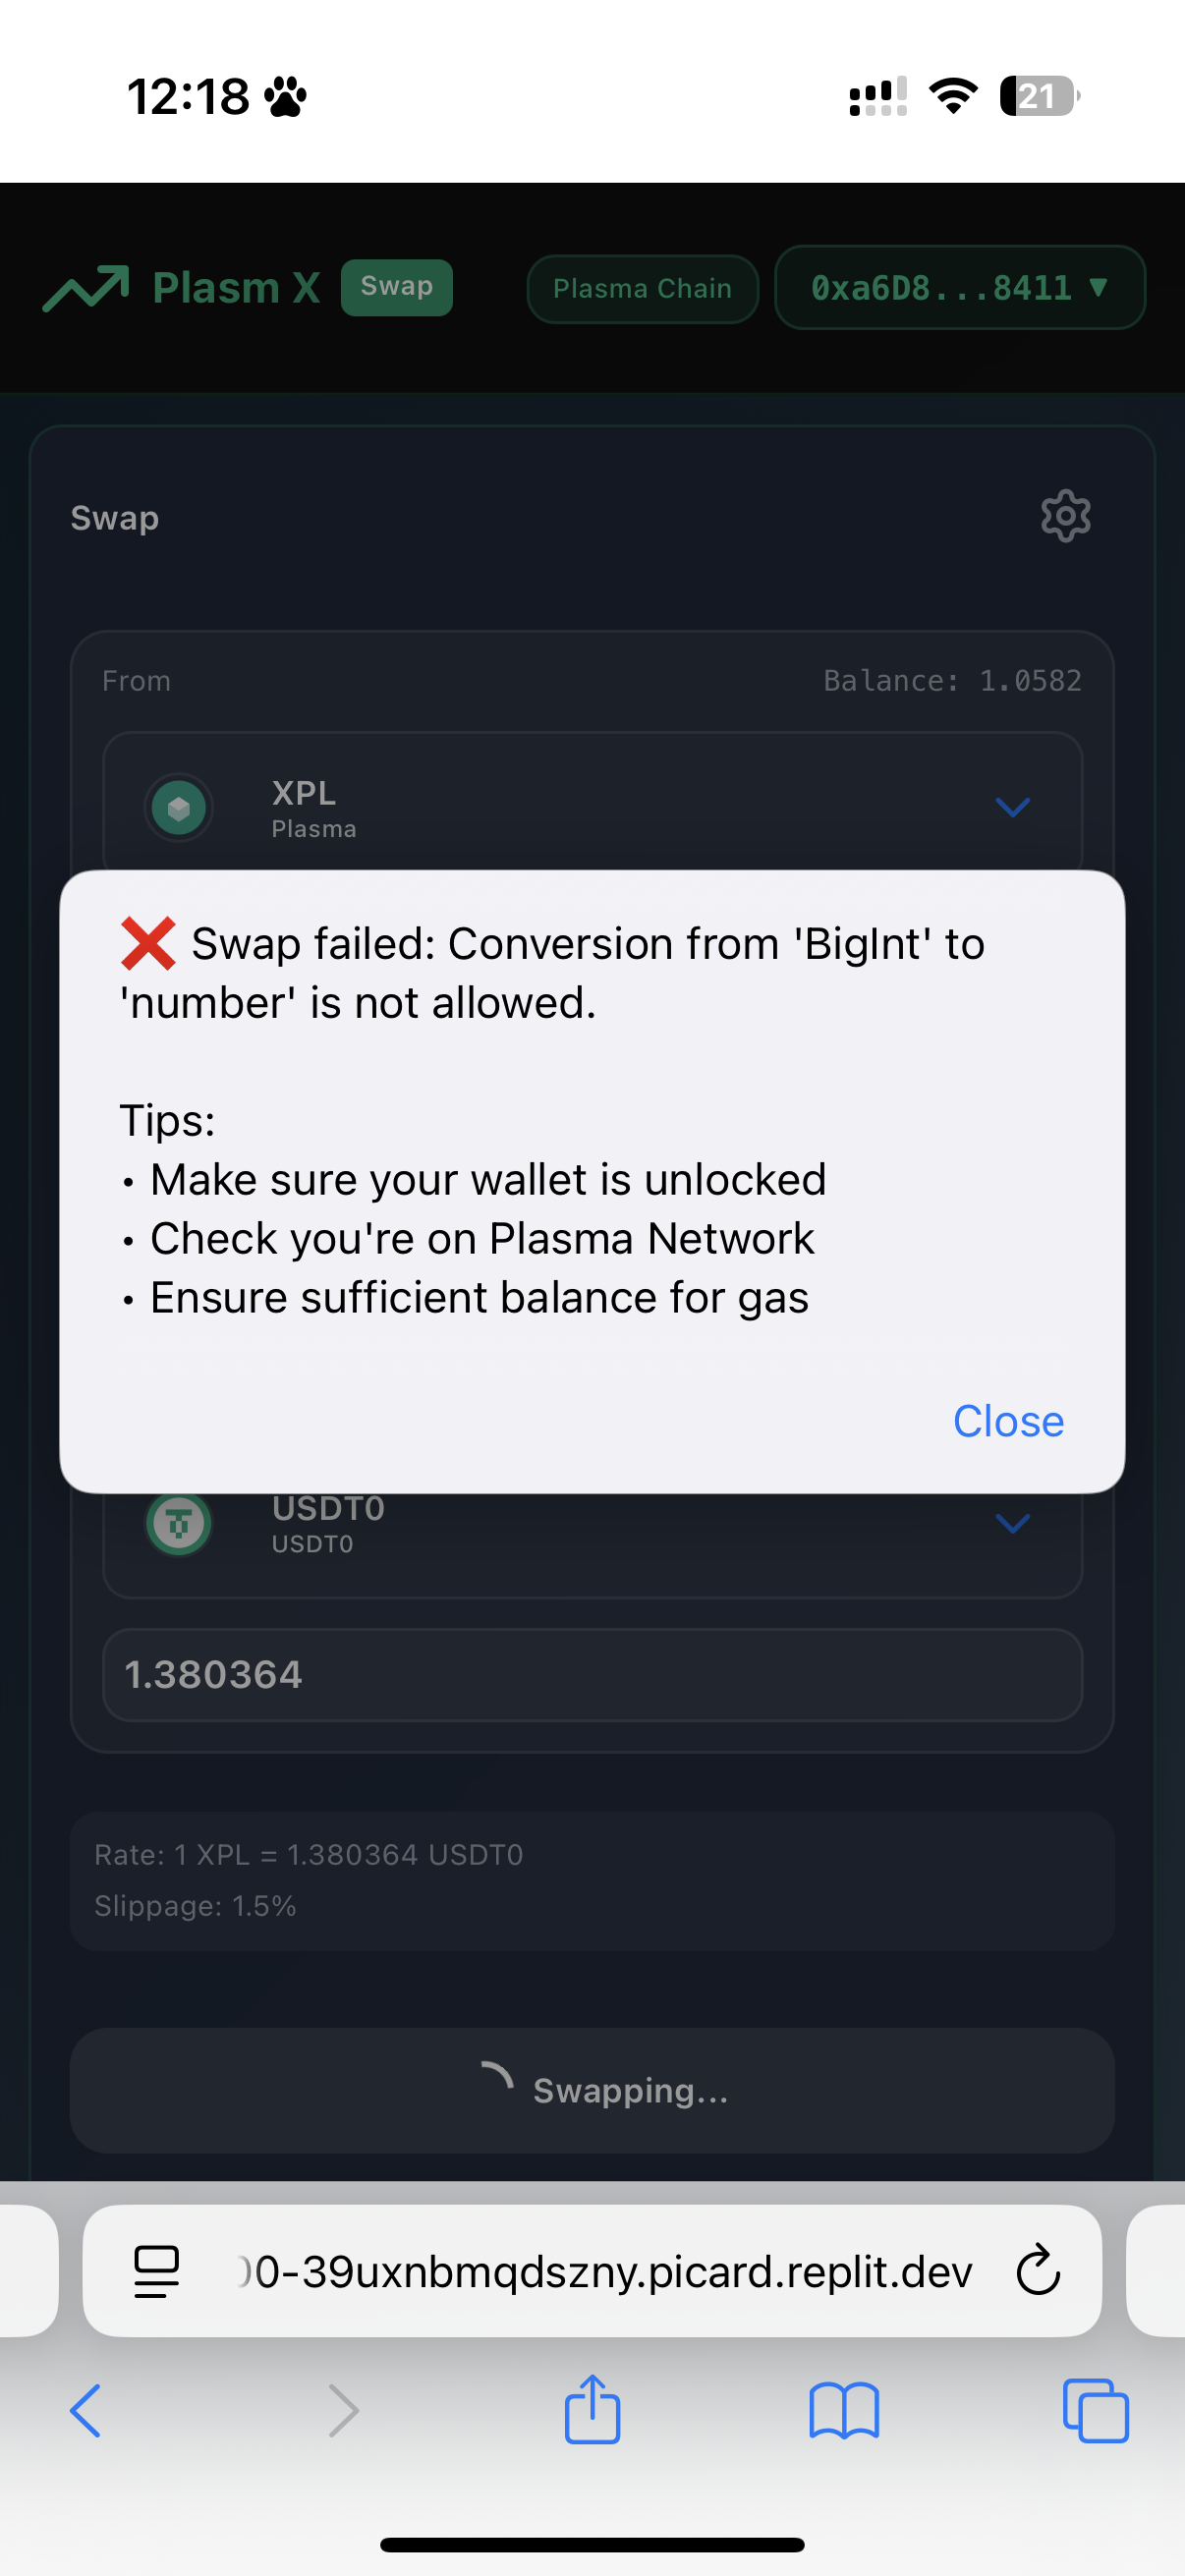 12:18
21
Plasm X
Swap
Plasma Chain
0xa6D8...8411 ▼
Swap
From
Balance: 1.0582
XPL
Plasma
❌ Swap failed: Conversion from 'BigInt' to
'number' is not allowed.
Tips:
• Make sure your wallet is unlocked
• Check you're on Plasma Network
• Ensure sufficient balance for gas
Close
USDT0
USDT0
1.380364
Rate: 1 XPL = 1.380364 USDT0
Slippage: 1.5%
Swapping...
0-39uxnbmqdszny.picard.replit.dev